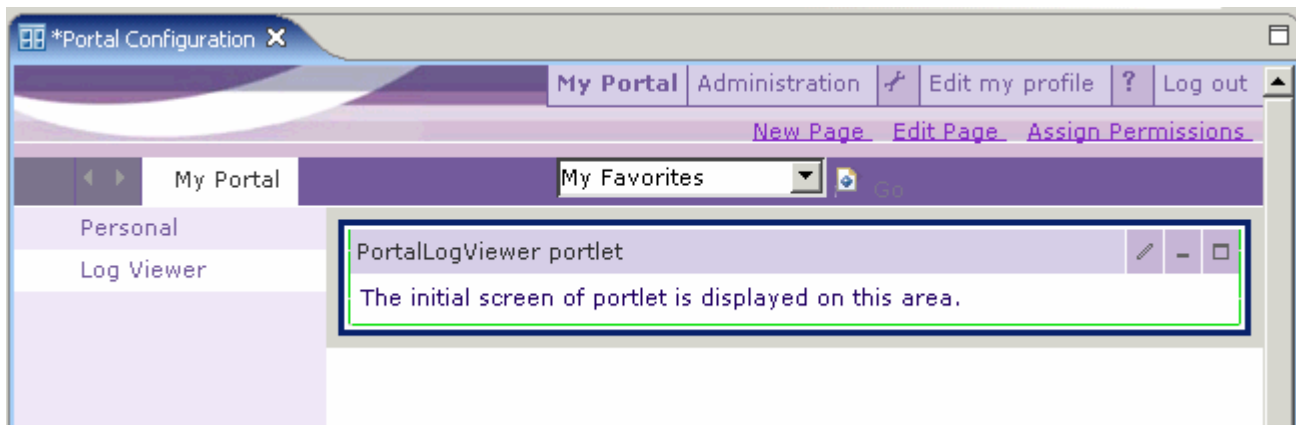 *Portal Configuration
My Portal Administration Edit my profile ? Log out
New Page Edit Page Assign Permissions
My Portal My Favorites Go
Personal
Log Viewer
PortalLogViewer portlet
The initial screen of portlet is displayed on this area.